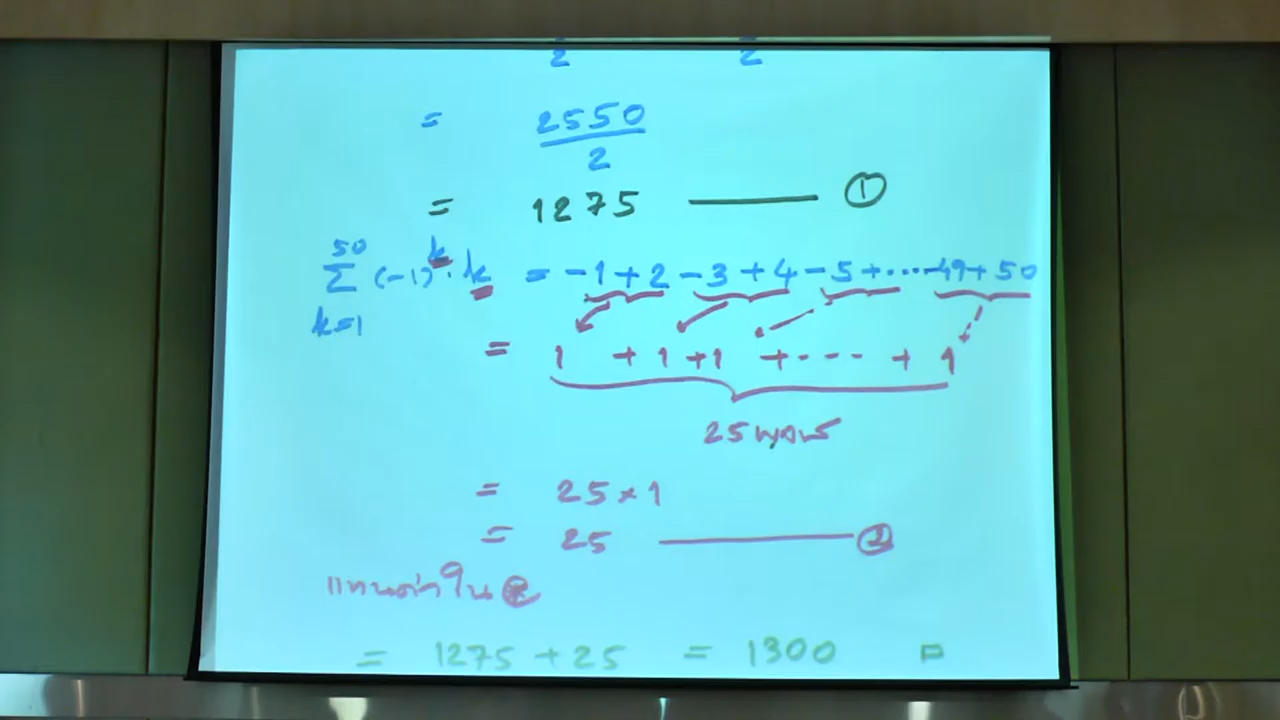 2 2
= 2550/2
= 1275 ——— ①
50
∑ (-1)^k · k = -1+2-3+4-5+....-49+50
k=1
= 1 +1 +1 +---- + 1
25 พจน์
= 25×1
= 25 ——— ②
แทนค่าใน ⊛
= 1275 + 25 = 1300 □